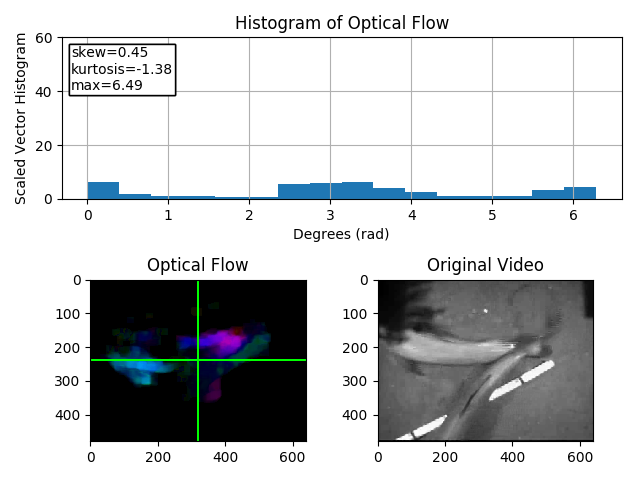 Histogram of Optical Flow
Scaled Vector Histogram
60
40
20
0
skew=0.45
kurtosis=-1.38
max=6.49
0 1 2 3 4 5 6
Degrees (rad)
Optical Flow
0
100
200
300
400
0 200 400 600
Original Video
0
100
200
300
400
0 200 400 600